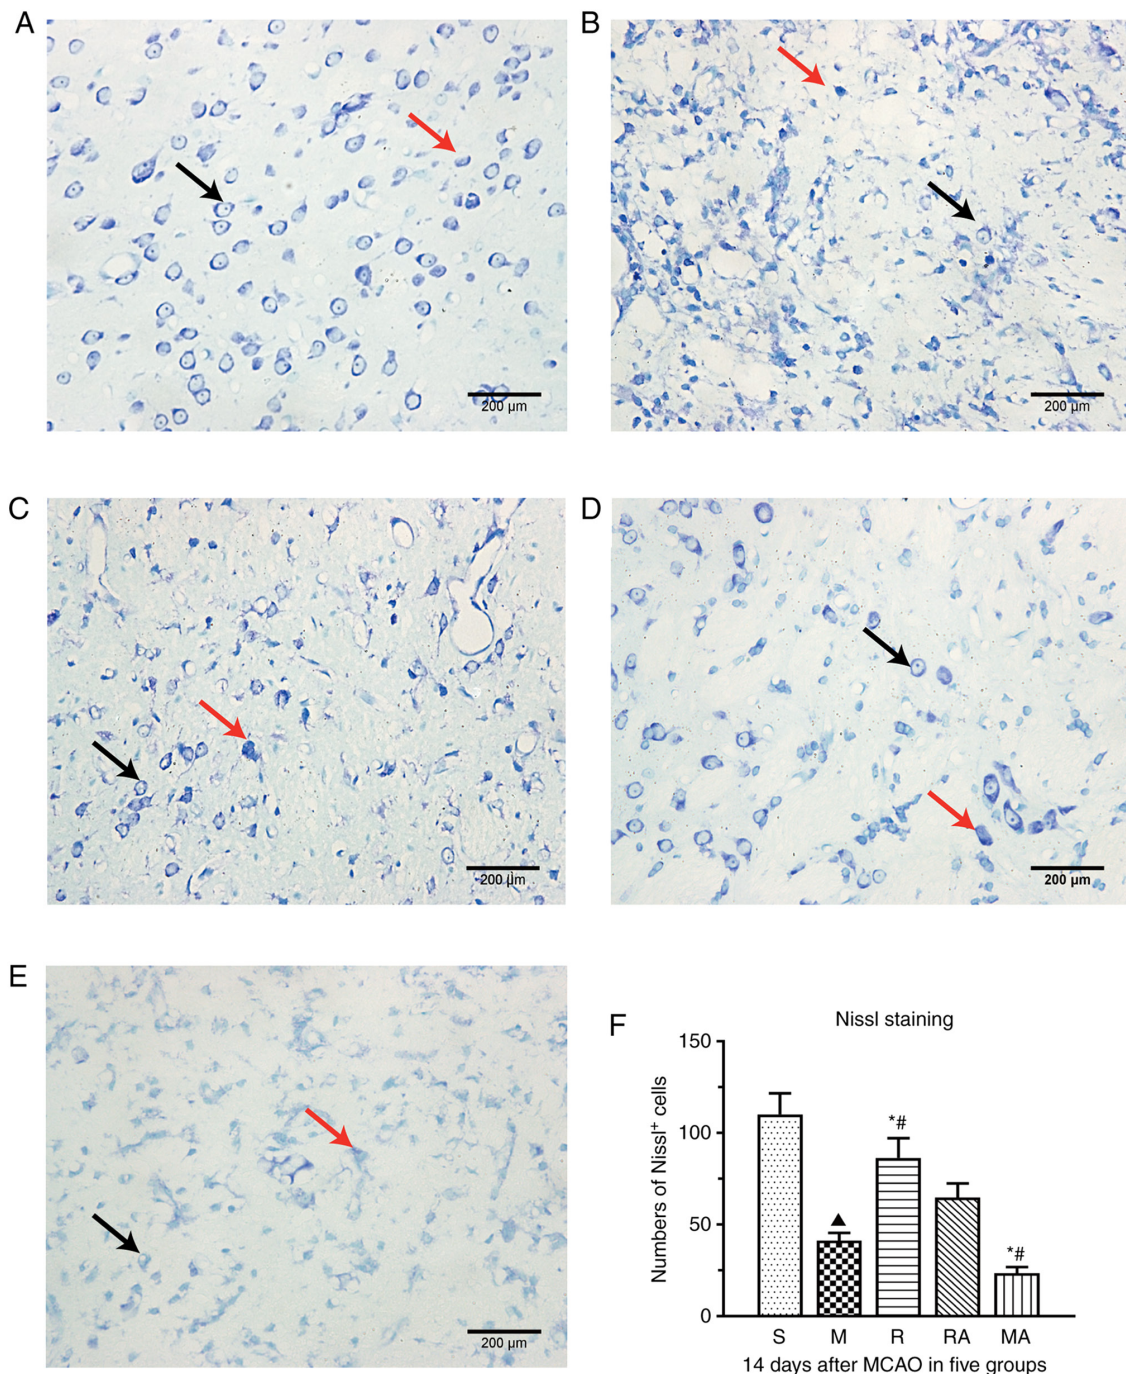 A
B
200 µm
200 µm
C
D
200 µm
200 µm
E
200 µm
F
Nissl staining
Numbers of Nissl⁺ cells
150
100
50
0
▲
*#
*#
S M R RA MA
14 days after MCAO in five groups